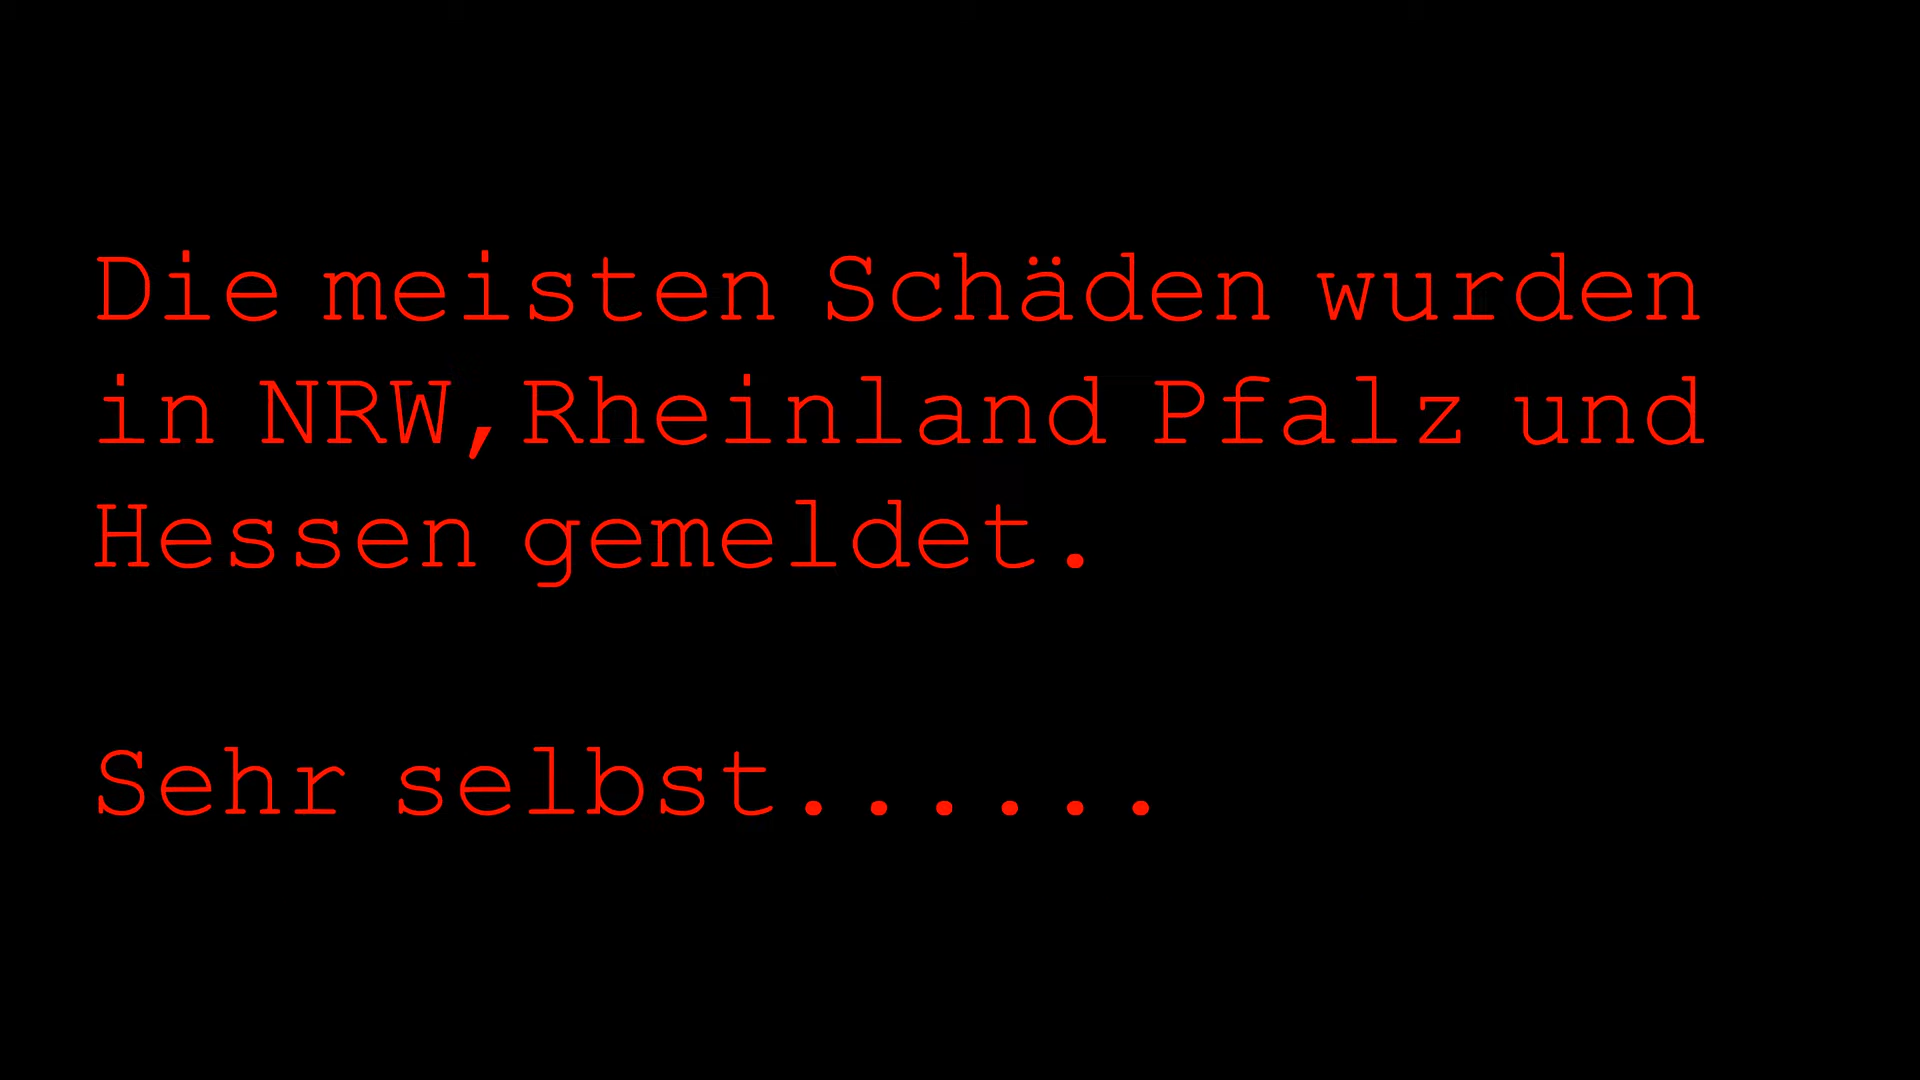 Die meisten Schäden wurden
in NRW,Rheinland Pfalz und
Hessen gemeldet.
Sehr selbst......